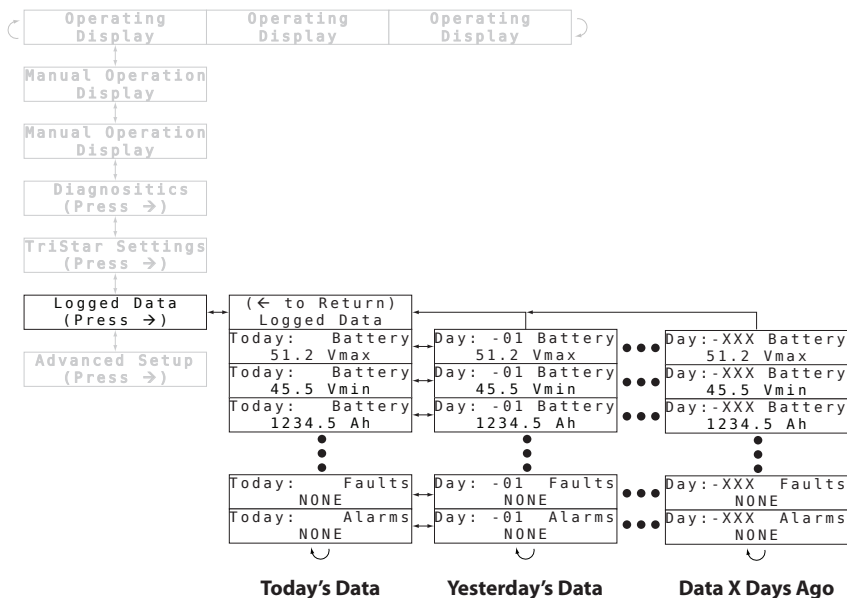 Operating Operating Operating
Display Display Display
Manual Operation
Display
Manual Operation
Display
Diagnositics
(Press →)
TriStar Settings
(Press →)
Logged Data
(Press →)
(← to Return)
Logged Data
Today: Battery Day: -01 Battery Day:-XXX Battery
51.2 Vmax 51.2 Vmax 51.2 Vmax
Advanced Setup
(Press →)
Today: Battery Day: -01 Battery Day:-XXX Battery
45.5 Vmin 45.5 Vmin 45.5 Vmin
Today: Battery Day: -01 Battery Day:-XXX Battery
1234.5 Ah 1234.5 Ah 1234.5 Ah
Today: Faults Day: -01 Faults Day:-XXX Faults
NONE NONE NONE
Today: Alarms Day: -01 Alarms Day:-XXX Alarms
NONE NONE NONE
Today's Data Yesterday's Data Data X Days Ago